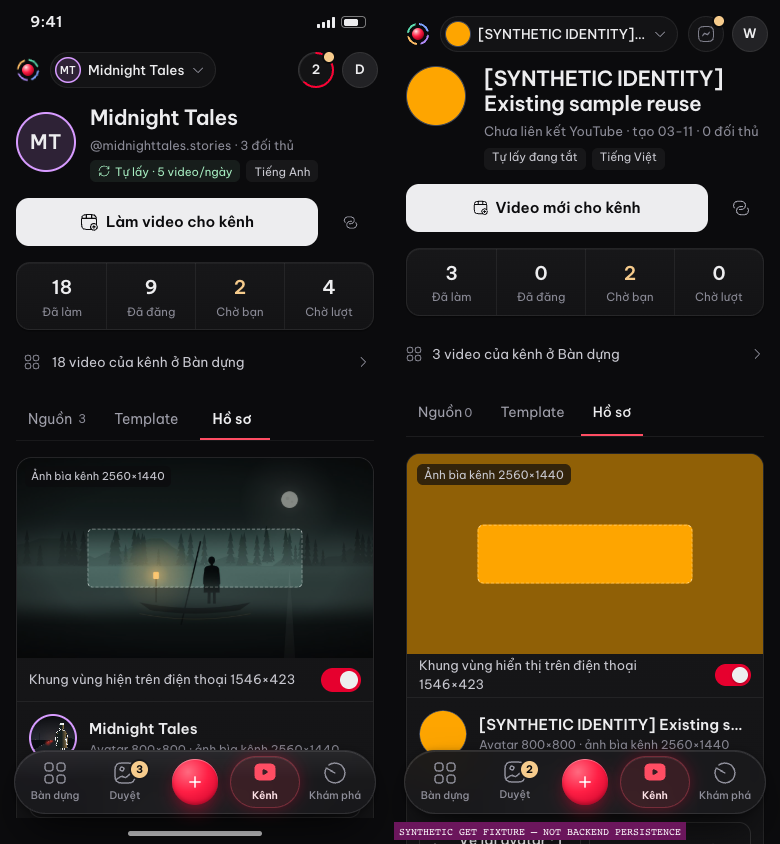 9:41
MT Midnight Tales
2
D
MT
Midnight Tales
@midnighttales.stories · 3 đối thủ
Tự lấy · 5 video/ngày
Tiếng Anh
Làm video cho kênh
18
9
2
4
Đã làm
Đã đăng
Chờ bạn
Chờ lượt
18 video của kênh ở Bàn dựng
Nguồn 3
Template
Hồ sơ
Ảnh bìa kênh 2560×1440
Khung vùng hiện trên điện thoại 1546×423
Midnight Tales
Avatar 800×800 · ảnh bìa kênh 2560×1440
Bàn dựng
3
Duyệt
+
Kênh
Khám phá
[SYNTHETIC IDENTITY]...
W
[SYNTHETIC IDENTITY]
Existing sample reuse
Chưa liên kết YouTube · tạo 03-11 · 0 đối thủ
Tự lấy đang tắt
Tiếng Việt
Video mới cho kênh
3
0
2
0
Đã làm
Đã đăng
Chờ bạn
Chờ lượt
3 video của kênh ở Bàn dựng
Nguồn 0
Template
Hồ sơ
Ảnh bìa kênh 2560×1440
Khung vùng hiển thị trên điện thoại
1546×423
[SYNTHETIC IDENTITY] Existing s...
Avatar 800×800 · ảnh bìa kênh 2560×1440
Bàn dựng
2
Duyệt
+
Kênh
Khám phá
SYNTHETIC GET FIXTURE — NOT BACKEND PERSISTENCE